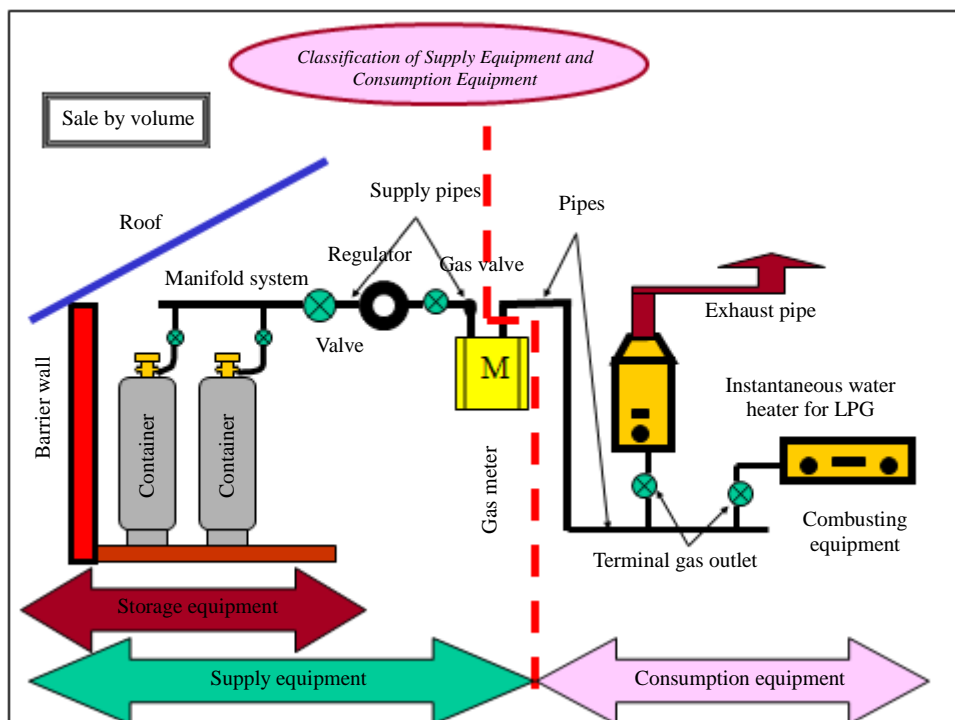 Classification of Supply Equipment and
Consumption Equipment
Sale by volume
Supply pipes
Pipes
Roof
Regulator
Manifold system
Gas valve
Exhaust pipe
Valve
M
Instantaneous water
heater for LPG
Barrier wall
Container
Container
Gas meter
Combusting
equipment
Terminal gas outlet
Storage equipment
Supply equipment
Consumption equipment